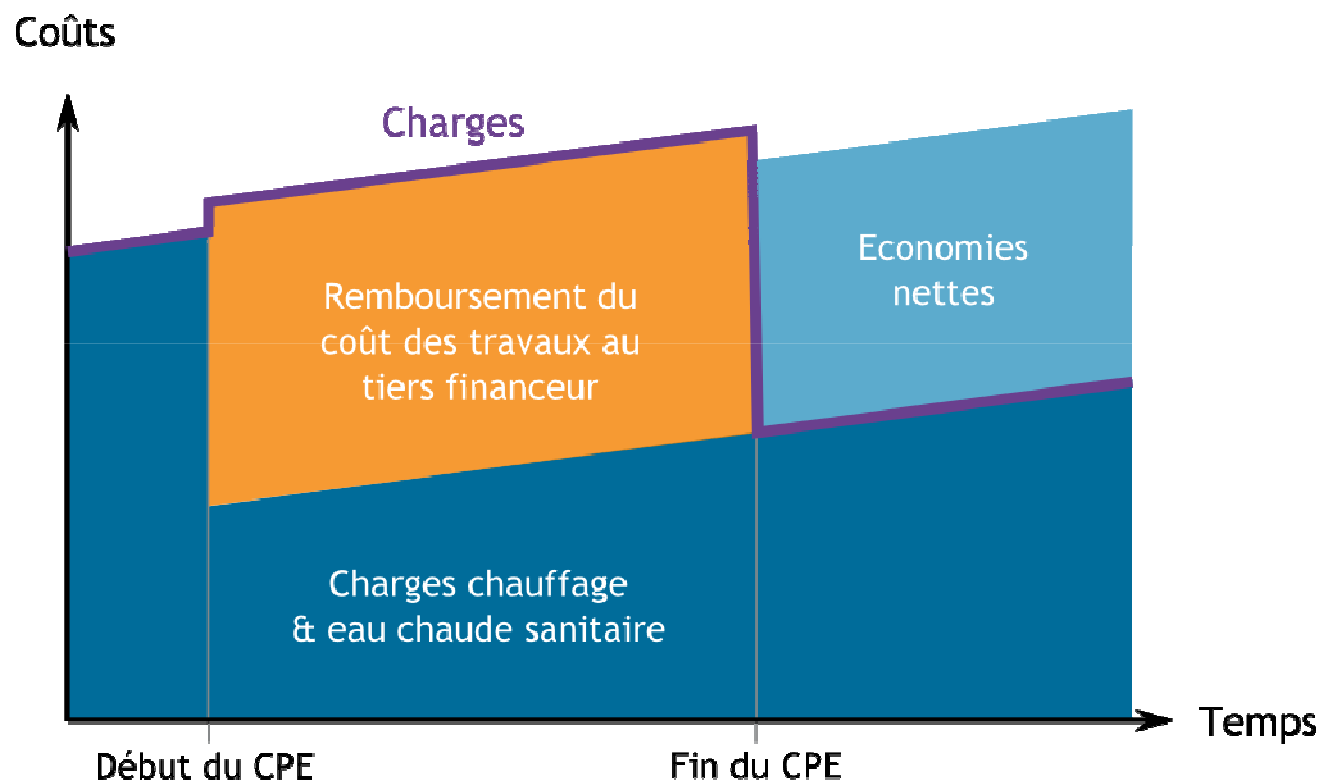 Coûts
Charges
Economies
nettes
Remboursement du
coût des travaux au
tiers financeur
Charges chauffage
& eau chaude sanitaire
Temps
Début du CPE
Fin du CPE